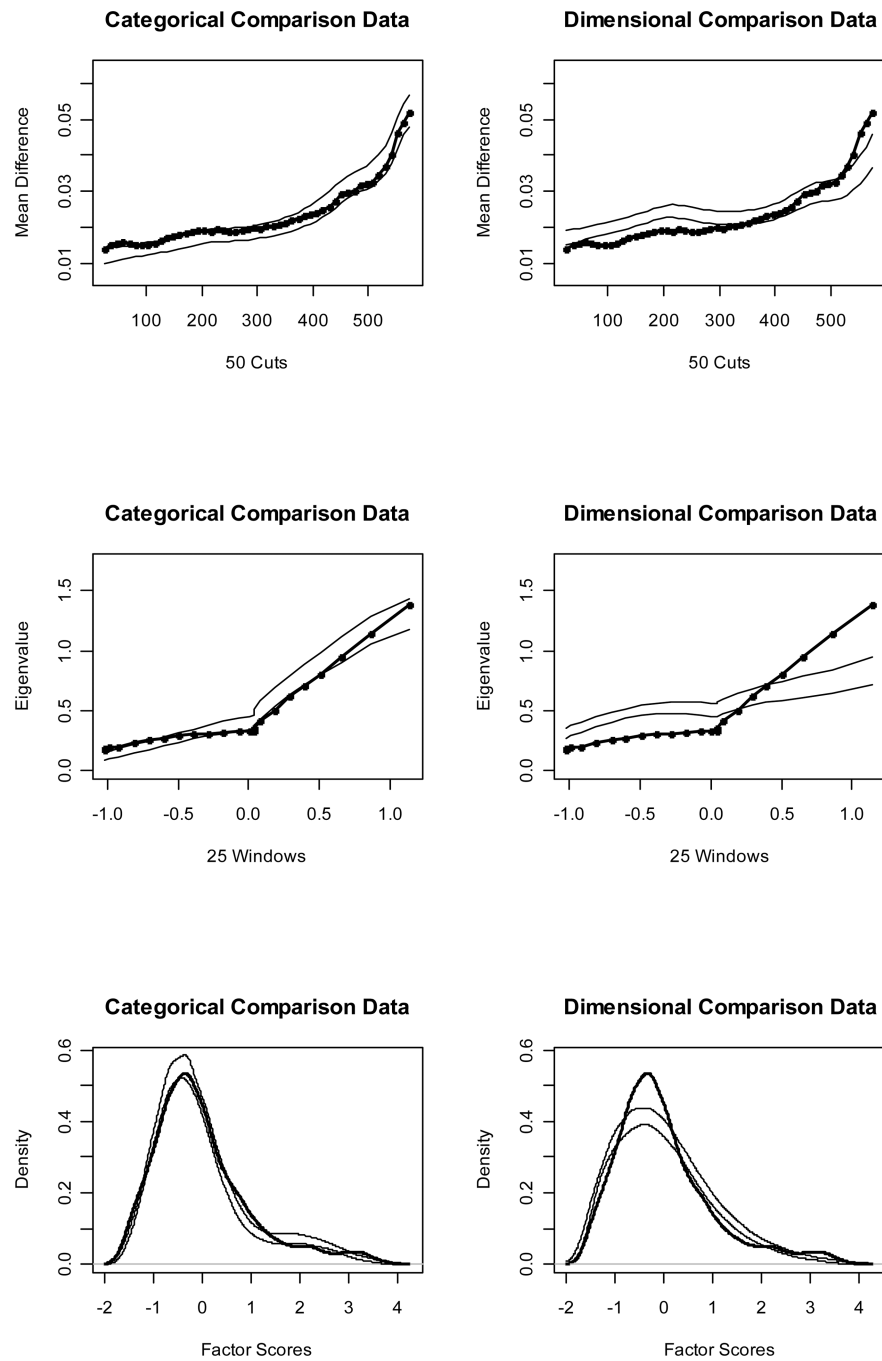 Categorical Comparison Data
Dimensional Comparison Data
Mean Difference
0.01 0.03 0.05
100 200 300 400 500
50 Cuts
Mean Difference
0.01 0.03 0.05
100 200 300 400 500
50 Cuts
Categorical Comparison Data
Dimensional Comparison Data
Eigenvalue
0.0 0.5 1.0 1.5
-1.0 -0.5 0.0 0.5 1.0
25 Windows
Eigenvalue
0.0 0.5 1.0 1.5
-1.0 -0.5 0.0 0.5 1.0
25 Windows
Categorical Comparison Data
Dimensional Comparison Data
Density
0.0 0.2 0.4 0.6
-2 -1 0 1 2 3 4
Factor Scores
Density
0.0 0.2 0.4 0.6
-2 -1 0 1 2 3 4
Factor Scores